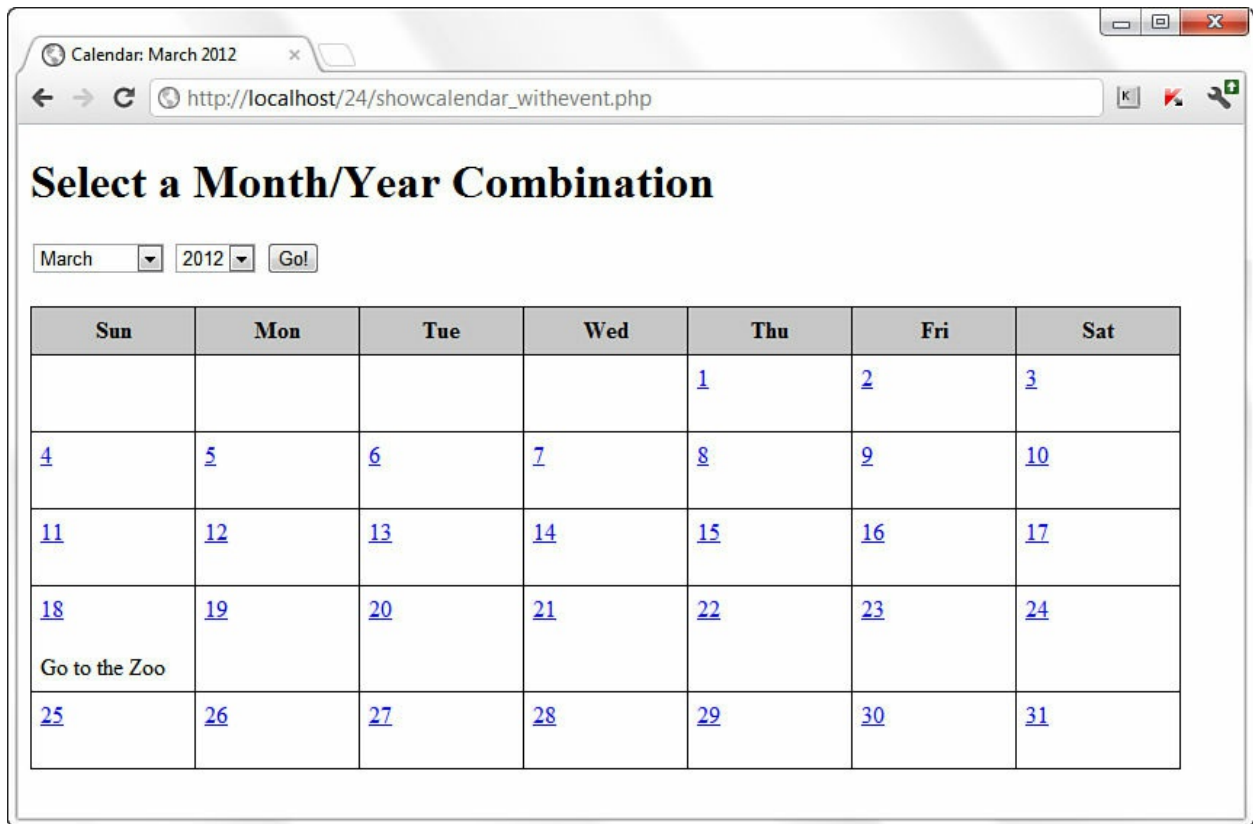 Calendar: March 2012
http://localhost/24/showcalendar_withevent.php
K
Select a Month/Year Combination
March 2012 Go!
Sun Mon Tue Wed Thu Fri Sat
1 2 3
4 5 6 7 8 9 10
11 12 13 14 15 16 17
18 19 20 21 22 23 24
Go to the Zoo
25 26 27 28 29 30 31